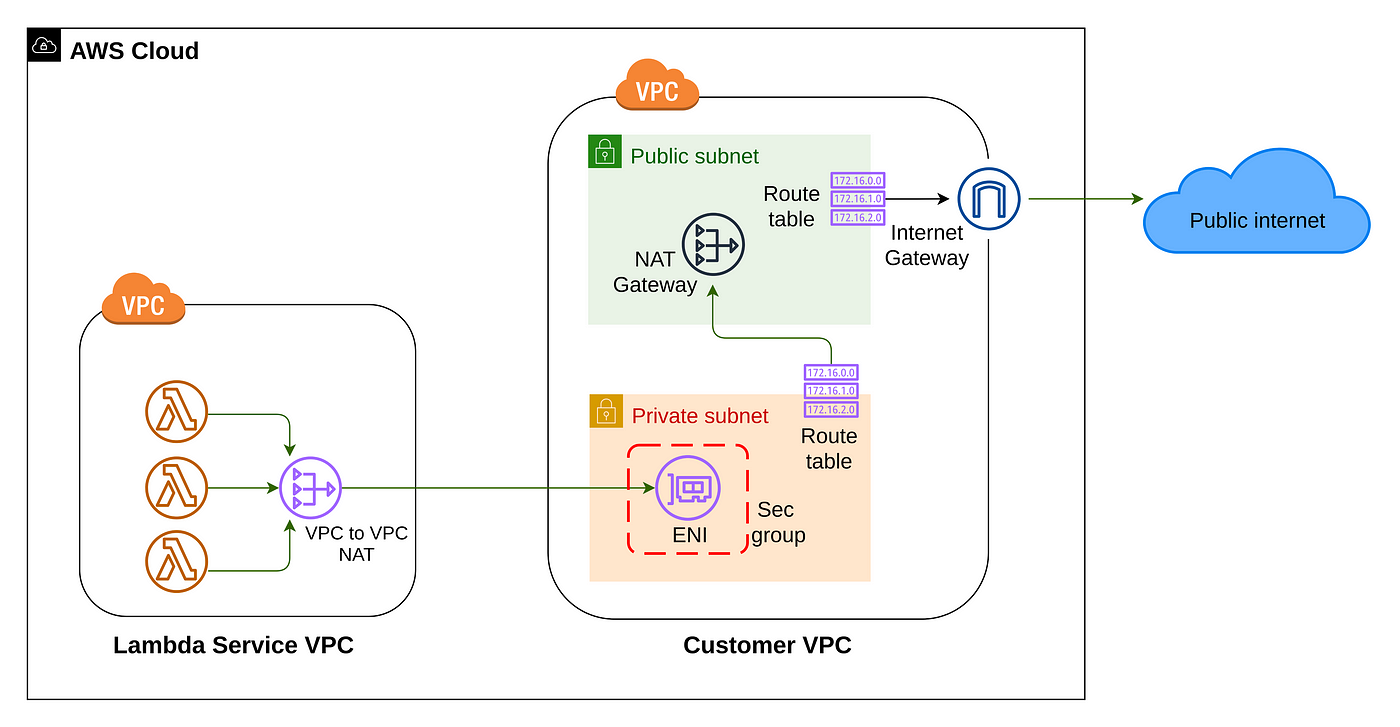 AWS Cloud
VPC
Public subnet
Route
table
172.16.0.0
172.16.1.0
172.16.2.0
Internet
Gateway
Public internet
NAT
Gateway
VPC
172.16.0.0
172.16.1.0
172.16.2.0
Route
table
Private subnet
ENI
Sec
group
VPC to VPC
NAT
Lambda Service VPC
Customer VPC